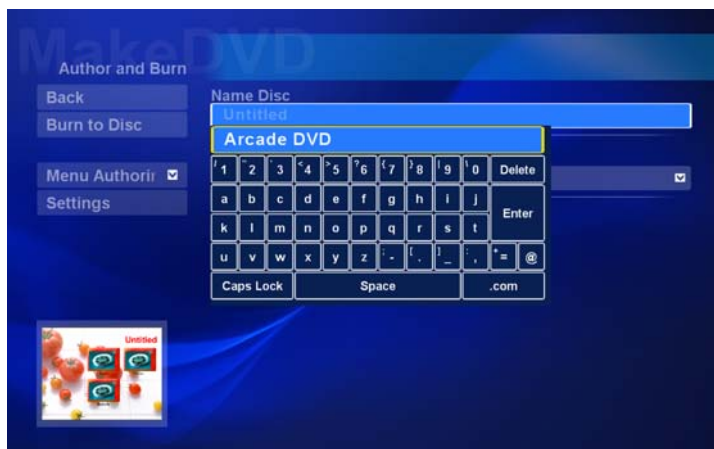 MakeDVD
Author and Burn
Back
Burn to Disc
Menu Authorir
Settings
Name Disc
Untitled
Arcade DVD
1 2 3 4 5 6 7 8 9 0 Delete
a b c d e f g h i j
Enter
k l m n o p q r s t
u v w x y z - . _ , = @
Caps Lock Space .com
Untitled